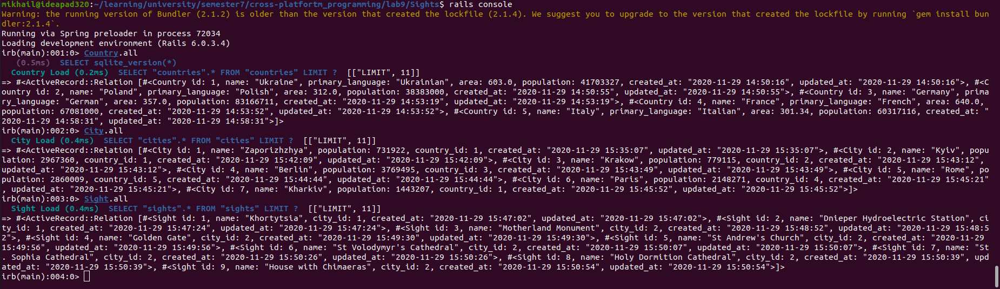 mikhail@ideapad320:~/learning/university/semester7/cross-platfortm_programming/lab9/Sights$ rails console
Warning: the running version of Bundler (2.1.2) is older than the version that created the lockfile (2.1.4). We suggest you to upgrade to the version that created the lockfile by running `gem install bun
dler:2.1.4`.
Running via Spring preloader in process 72034
Loading development environment (Rails 6.0.3.4)
irb(main):001:0> Country.all
   (0.5ms)  SELECT sqlite_version(*)
  Country Load (0.2ms)  SELECT "countries".* FROM "countries" LIMIT ?  [["LIMIT", 11]]
=> #<ActiveRecord::Relation [#<Country id: 1, name: "Ukraine", primary_language: "Ukrainian", area: 603.0, population: 41703327, created_at: "2020-11-29 14:50:16", updated_at: "2020-11-29 14:50:16">, #<C
ountry id: 2, name: "Poland", primary_language: "Polish", area: 312.0, population: 38383000, created_at: "2020-11-29 14:50:55", updated_at: "2020-11-29 14:50:55">, #<Country id: 3, name: "Germany", prima
ry_language: "German", area: 357.0, population: 83166711, created_at: "2020-11-29 14:53:19", updated_at: "2020-11-29 14:53:19">, #<Country id: 4, name: "France", primary_language: "French", area: 640.0, 
population: 67081000, created_at: "2020-11-29 14:53:52", updated_at: "2020-11-29 14:53:52">, #<Country id: 5, name: "Italy", primary_language: "Italian", area: 301.34, population: 60317116, created_at: "
2020-11-29 14:58:31", updated_at: "2020-11-29 14:58:31">]>
irb(main):002:0> City.all
  City Load (0.4ms)  SELECT "cities".* FROM "cities" LIMIT ?  [["LIMIT", 11]]
=> #<ActiveRecord::Relation [#<City id: 1, name: "Zaporizhzhya", population: 731922, country_id: 1, created_at: "2020-11-29 15:35:07", updated_at: "2020-11-29 15:35:07">, #<City id: 2, name: "Kyiv", popu
lation: 2967360, country_id: 1, created_at: "2020-11-29 15:42:09", updated_at: "2020-11-29 15:42:09">, #<City id: 3, name: "Krakow", population: 779115, country_id: 2, created_at: "2020-11-29 15:43:12", 
updated_at: "2020-11-29 15:43:12">, #<City id: 4, name: "Berlin", population: 3769495, country_id: 3, created_at: "2020-11-29 15:43:49", updated_at: "2020-11-29 15:43:49">, #<City id: 5, name: "Rome", po
pulation: 2860009, country_id: 5, created_at: "2020-11-29 15:44:44", updated_at: "2020-11-29 15:44:44">, #<City id: 6, name: "Paris", population: 2148271, country_id: 4, created_at: "2020-11-29 15:45:21"
, updated_at: "2020-11-29 15:45:21">, #<City id: 7, name: "Kharkiv", population: 1443207, country_id: 1, created_at: "2020-11-29 15:45:52", updated_at: "2020-11-29 15:45:52">]>
irb(main):003:0> Sight.all
  Sight Load (0.4ms)  SELECT "sights".* FROM "sights" LIMIT ?  [["LIMIT", 11]]
=> #<ActiveRecord::Relation [#<Sight id: 1, name: "Khortytsia", city_id: 1, created_at: "2020-11-29 15:47:02", updated_at: "2020-11-29 15:47:02">, #<Sight id: 2, name: "Dnieper Hydroelectric Station", ci
ty_id: 1, created_at: "2020-11-29 15:47:24", updated_at: "2020-11-29 15:47:24">, #<Sight id: 3, name: "Motherland Monument", city_id: 2, created_at: "2020-11-29 15:48:52", updated_at: "2020-11-29 15:48:5
2">, #<Sight id: 4, name: "Golden Gate", city_id: 2, created_at: "2020-11-29 15:49:30", updated_at: "2020-11-29 15:49:30">, #<Sight id: 5, name: "St Andrew's Church", city_id: 2, created_at: "2020-11-29 
15:49:56", updated_at: "2020-11-29 15:49:56">, #<Sight id: 6, name: "St Volodymyr's Cathedral", city_id: 2, created_at: "2020-11-29 15:50:07", updated_at: "2020-11-29 15:50:07">, #<Sight id: 7, name: "St
. Sophia Cathedral", city_id: 2, created_at: "2020-11-29 15:50:26", updated_at: "2020-11-29 15:50:26">, #<Sight id: 8, name: "Holy Dormition Cathedral", city_id: 2, created_at: "2020-11-29 15:50:39", upd
ated_at: "2020-11-29 15:50:39">, #<Sight id: 9, name: "House with Chimaeras", city_id: 2, created_at: "2020-11-29 15:50:54", updated_at: "2020-11-29 15:50:54">]>
irb(main):004:0>